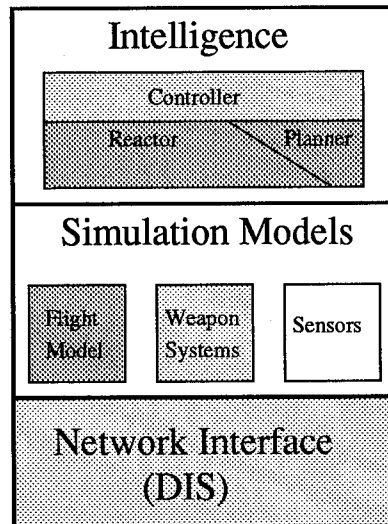 Intelligence
Controller
Reactor Planner
Simulation Models
Flight
Model
Weapon
Systems
Sensors
Network Interface
(DIS)